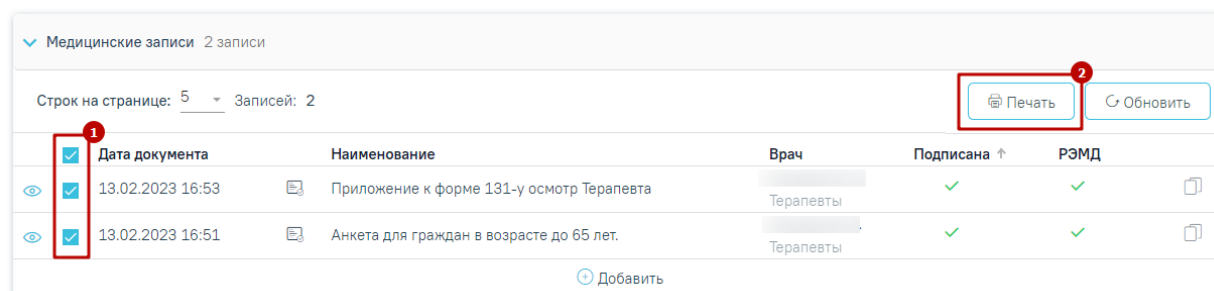 Медицинские записи 2 записи
2
Строк на странице: 5 Записей: 2 Печать Обновить
1
Дата документа Наименование Врач Подписана ↑ РЭМД
13.02.2023 16:53 Приложение к форме 131-у осмотр Терапевта
Терапевты
13.02.2023 16:51 Анкета для граждан в возрасте до 65 лет.
Терапевты
Добавить